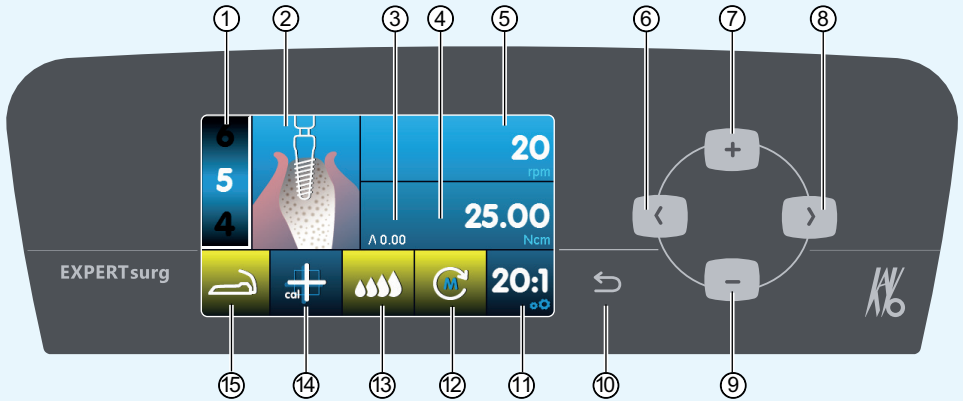 ① ② ③ ④ ⑤ ⑥ ⑦ ⑧
6
5
4
20
rpm
25.00
Λ 0.00
Ncm
cal
M
20:1
+
‹ ›
−
EXPERTsurg
KAVO
⑮ ⑭ ⑬ ⑫ ⑪ ⑩ ⑨